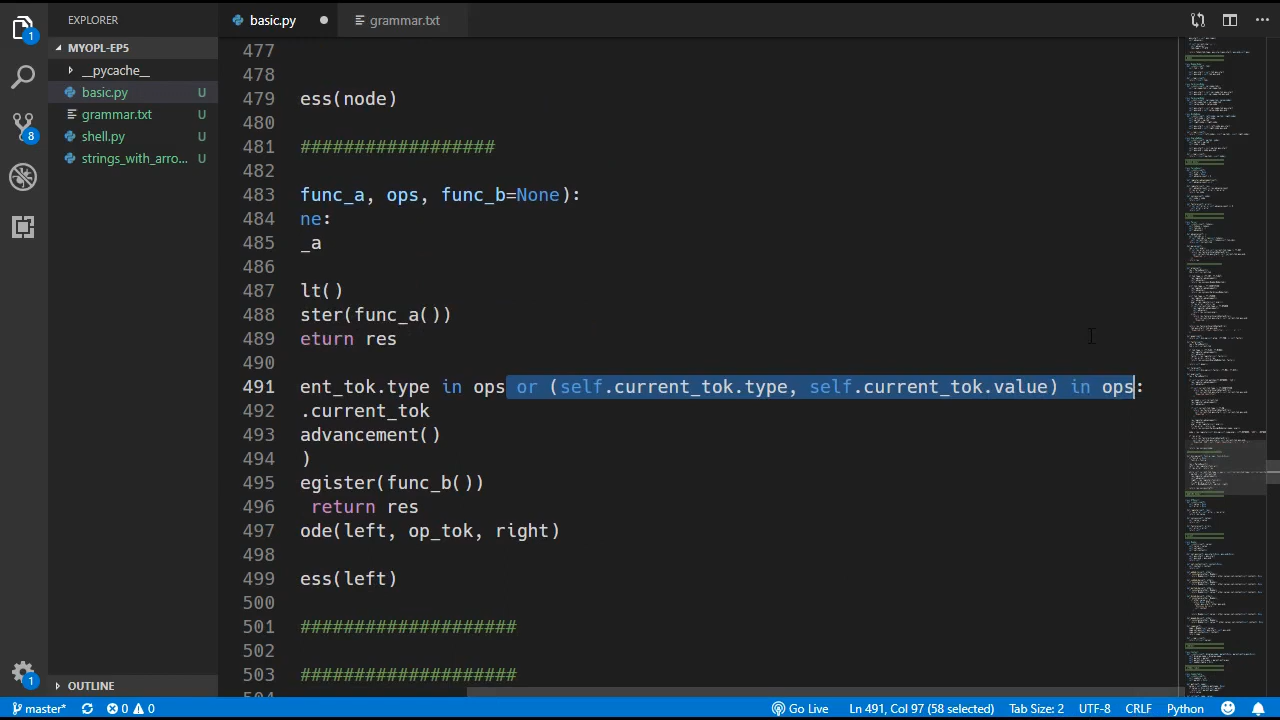 1
8
1
EXPLORER
MYOPL-EP5
__pycache__
basic.py U
grammar.txt U
shell.py U
strings_with_arro... U
OUTLINE
basic.py
grammar.txt
477
478
479 ess(node)
480
481 ##################
482
483 func_a, ops, func_b=None):
484 ne:
485 _a
486
487 lt()
488 ster(func_a())
489 eturn res
490
491 ent_tok.type in ops or (self.current_tok.type, self.current_tok.value) in ops:
492 .current_tok
493 advancement()
494 )
495 egister(func_b())
496 return res
497 ode(left, op_tok, right)
498
499 ess(left)
500
501 ####################
502
503 ####################
504
master* 0 0 Go Live Ln 491, Col 97 (58 selected) Tab Size: 2 UTF-8 CRLF Python